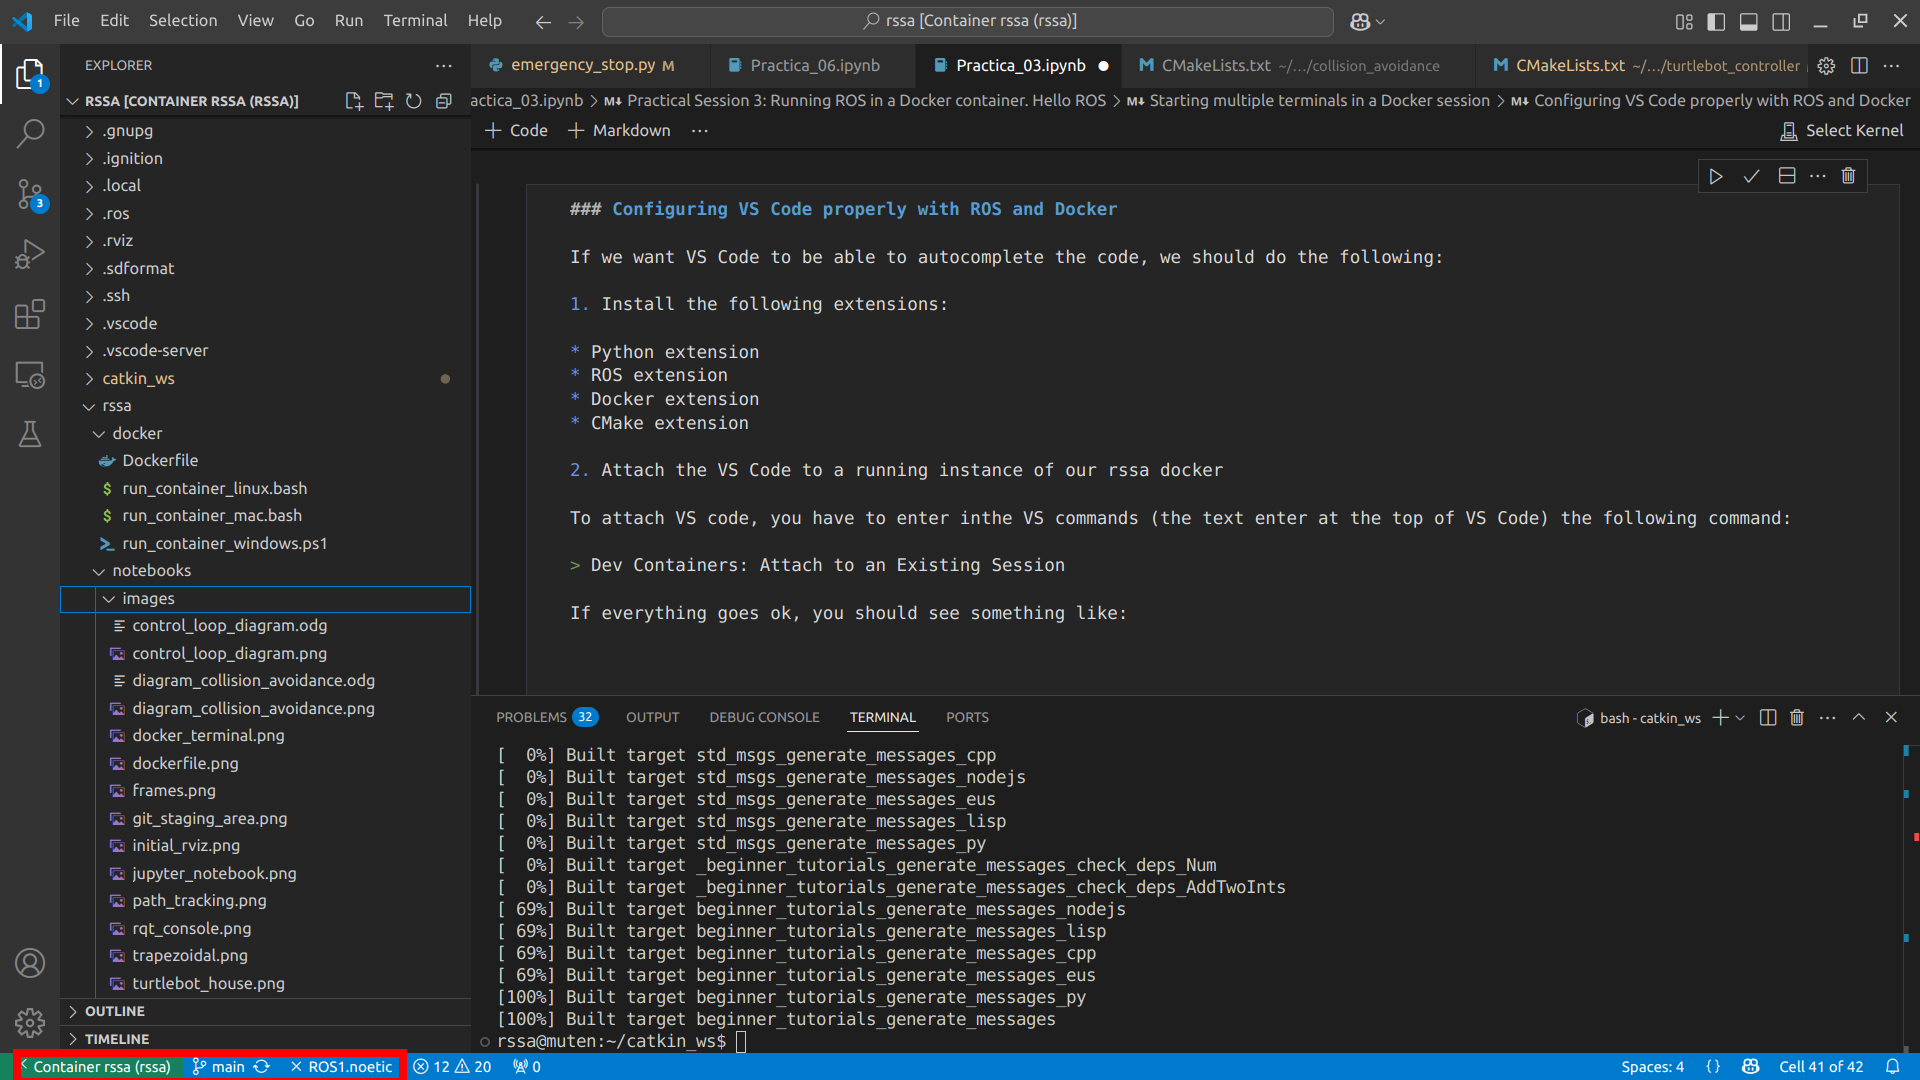 File Edit Selection View Go Run Terminal Help
rssa [Container rssa (rssa)]
EXPLORER
emergency_stop.py M
Practica_06.ipynb
Practica_03.ipynb
CMakeLists.txt ~/.../collision_avoidance
CMakeLists.txt ~/.../turtlebot_controller
1
RSSA [CONTAINER RSSA (RSSA)]
actica_03.ipynb > Practical Session 3: Running ROS in a Docker container. Hello ROS > Starting multiple terminals in a Docker session > Configuring VS Code properly with ROS and Docker
+ Code + Markdown ...
Select Kernel
.gnupg
.ignition
.local
.ros
.rviz
.sdformat
.ssh
.vscode
.vscode-server
catkin_ws
rssa
docker
Dockerfile
run_container_linux.bash
run_container_mac.bash
run_container_windows.ps1
notebooks
images
control_loop_diagram.odg
control_loop_diagram.png
diagram_collision_avoidance.odg
diagram_collision_avoidance.png
docker_terminal.png
dockerfile.png
frames.png
git_staging_area.png
initial_rviz.png
jupyter_notebook.png
path_tracking.png
rqt_console.png
trapezoidal.png
turtlebot_house.png
OUTLINE
TIMELINE
3
### Configuring VS Code properly with ROS and Docker
If we want VS Code to be able to autocomplete the code, we should do the following:
1. Install the following extensions:
* Python extension
* ROS extension
* Docker extension
* CMake extension
2. Attach the VS Code to a running instance of our rssa docker
To attach VS code, you have to enter inthe VS commands (the text enter at the top of VS Code) the following command:
> Dev Containers: Attach to an Existing Session
If everything goes ok, you should see something like:
PROBLEMS 32 OUTPUT DEBUG CONSOLE TERMINAL PORTS
bash - catkin_ws
[  0%] Built target std_msgs_generate_messages_cpp
[  0%] Built target std_msgs_generate_messages_nodejs
[  0%] Built target std_msgs_generate_messages_eus
[  0%] Built target std_msgs_generate_messages_lisp
[  0%] Built target std_msgs_generate_messages_py
[  0%] Built target _beginner_tutorials_generate_messages_check_deps_Num
[  0%] Built target _beginner_tutorials_generate_messages_check_deps_AddTwoInts
[ 69%] Built target beginner_tutorials_generate_messages_nodejs
[ 69%] Built target beginner_tutorials_generate_messages_lisp
[ 69%] Built target beginner_tutorials_generate_messages_cpp
[ 69%] Built target beginner_tutorials_generate_messages_eus
[100%] Built target beginner_tutorials_generate_messages_py
[100%] Built target beginner_tutorials_generate_messages
rssa@muten:~/catkin_ws$
Container rssa (rssa) main ROS1.noetic 12 20 0
Spaces: 4 {} Cell 41 of 42